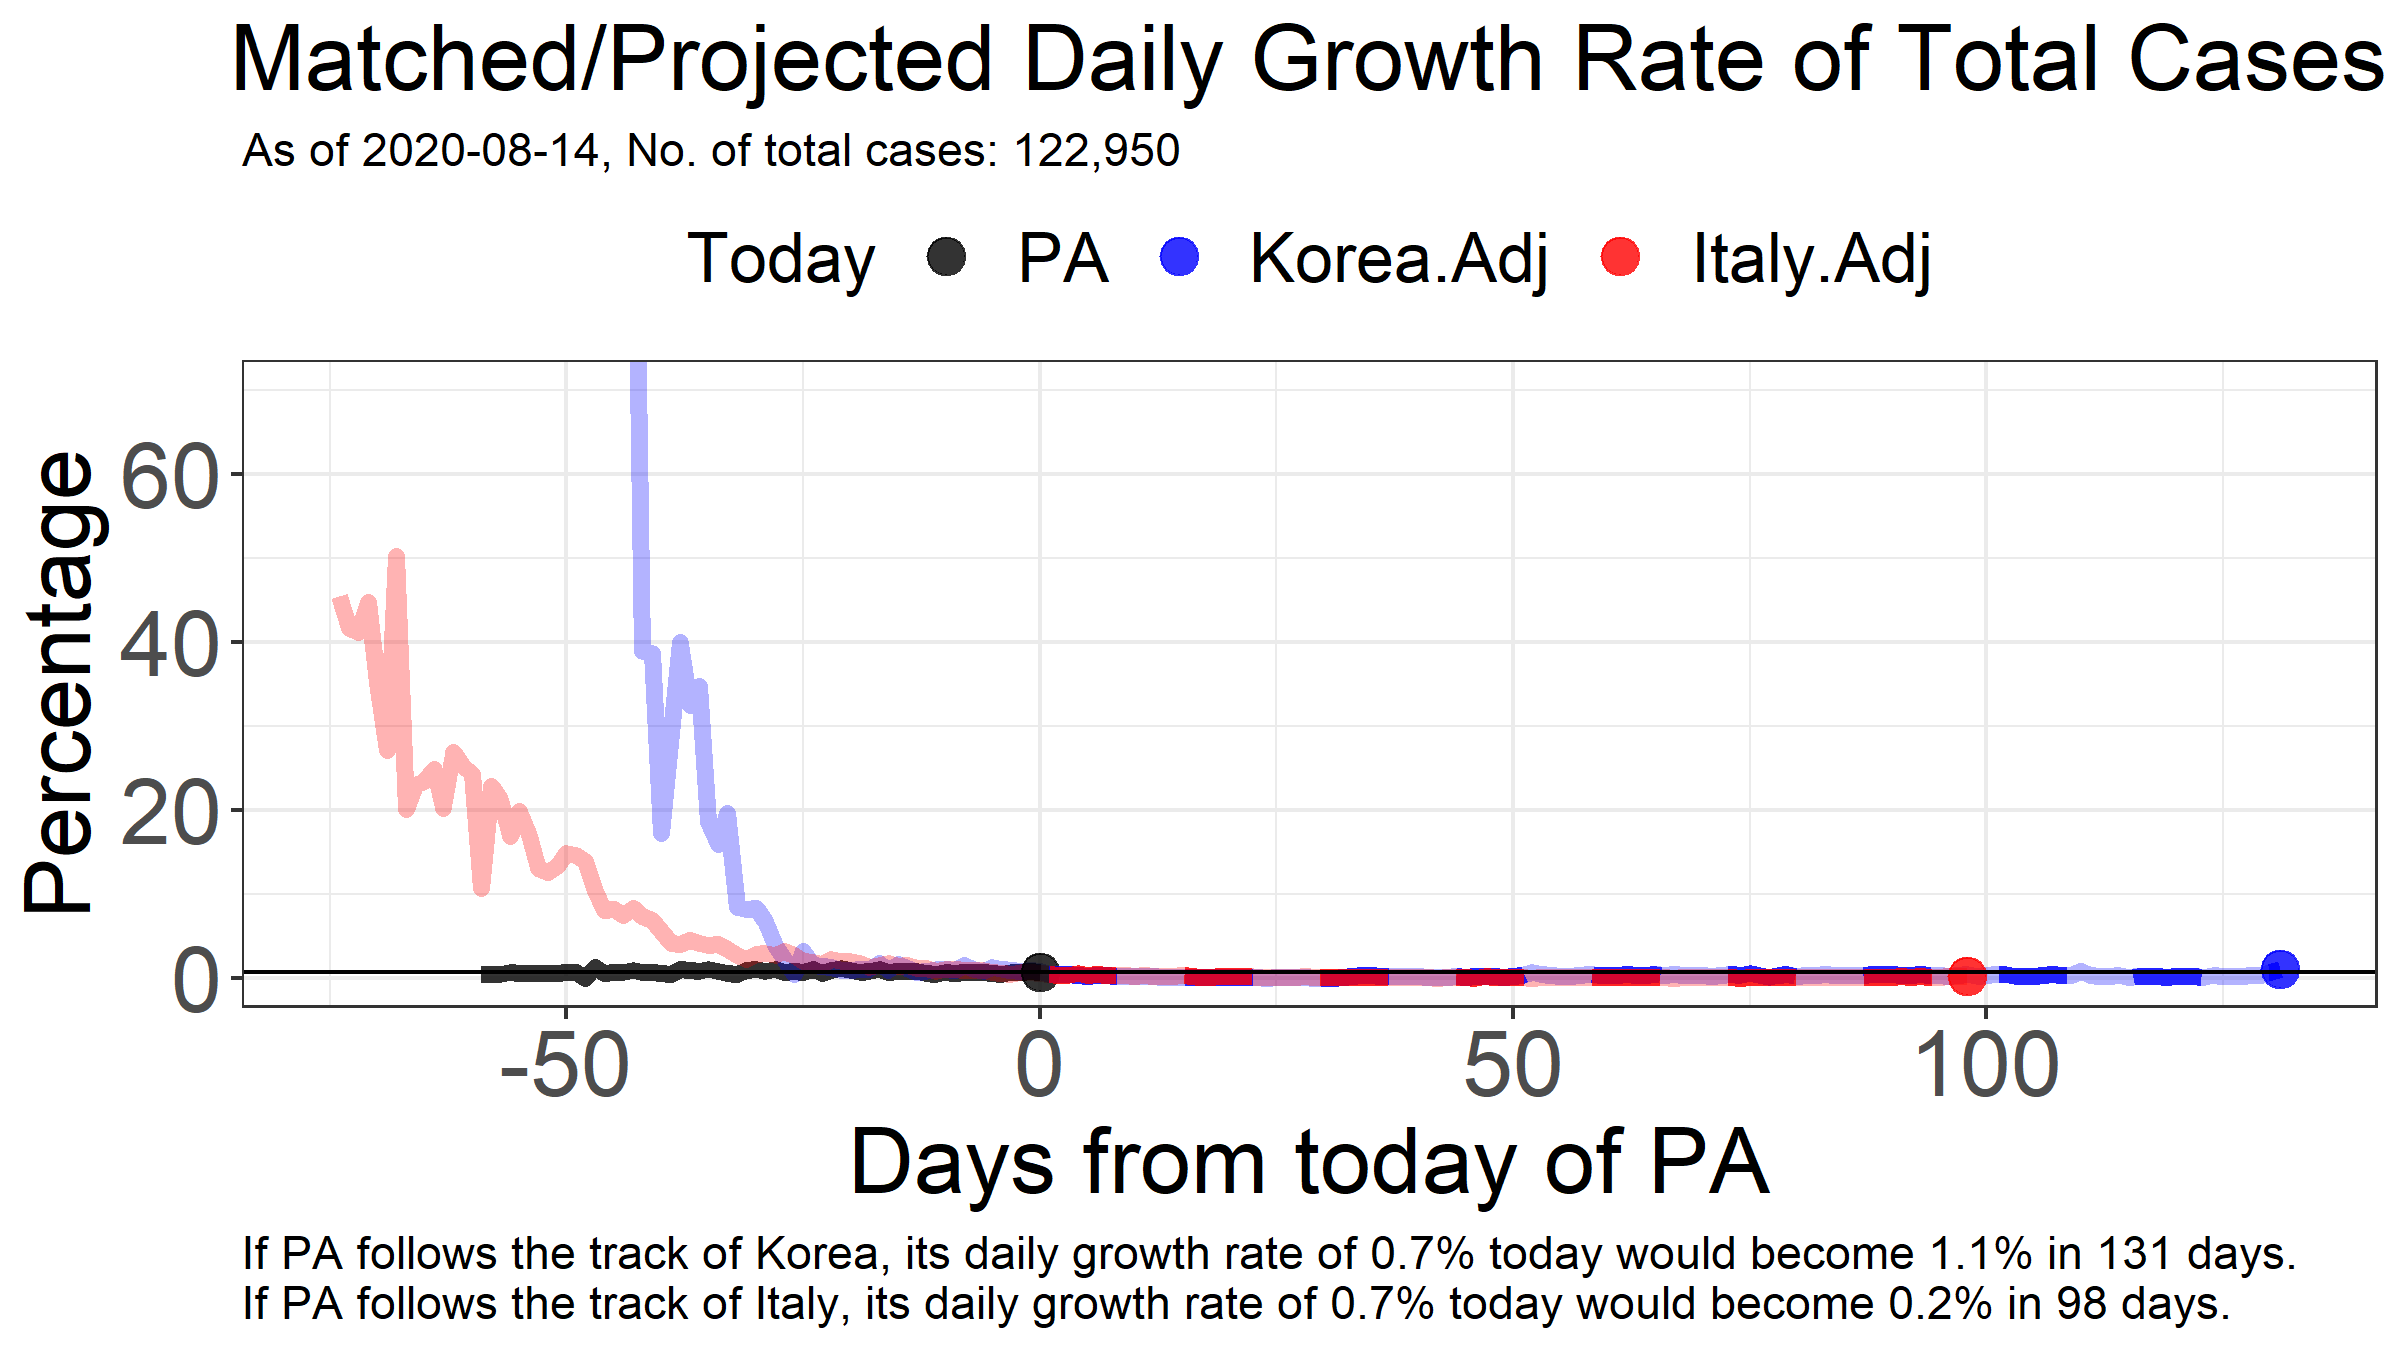 Matched/Projected Daily Growth Rate of Total Cases
As of 2020-08-14, No. of total cases: 122,950
Today PA Korea.Adj Italy.Adj
Percentage
60
40
20
0
-50 0 50 100
Days from today of PA
If PA follows the track of Korea, its daily growth rate of 0.7% today would become 1.1% in 131 days.
If PA follows the track of Italy, its daily growth rate of 0.7% today would become 0.2% in 98 days.